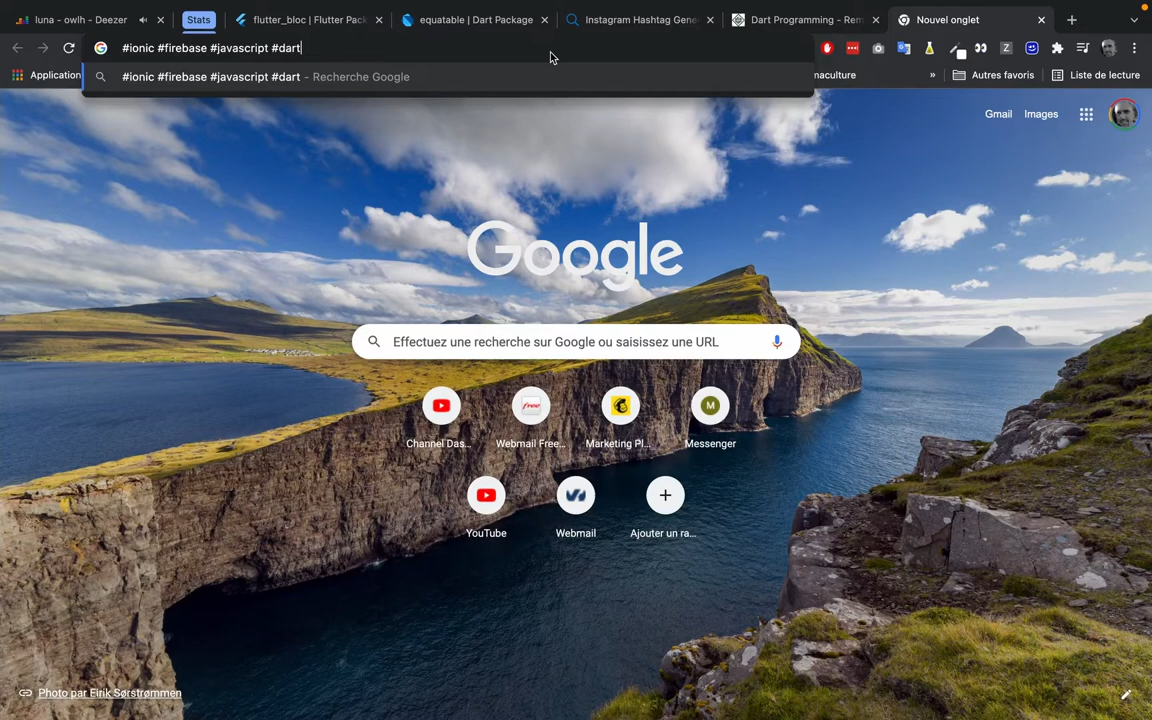 luna - owlh - Deezer
Stats
flutter_bloc | Flutter Pack
equatable | Dart Package
Instagram Hashtag Gene
Dart Programming - Rem
Nouvel onglet
#ionic #firebase #javascript #dart
Application
#ionic #firebase #javascript #dart - Recherche Google
maculture
»
Autres favoris
Liste de lecture
Gmail
Images
Google
Effectuez une recherche sur Google ou saisissez une URL
Channel Das...
Webmail Free...
Marketing Pl...
M
Messenger
YouTube
Webmail
Ajouter un ra...
Photo par Eirik Sørstrømmen